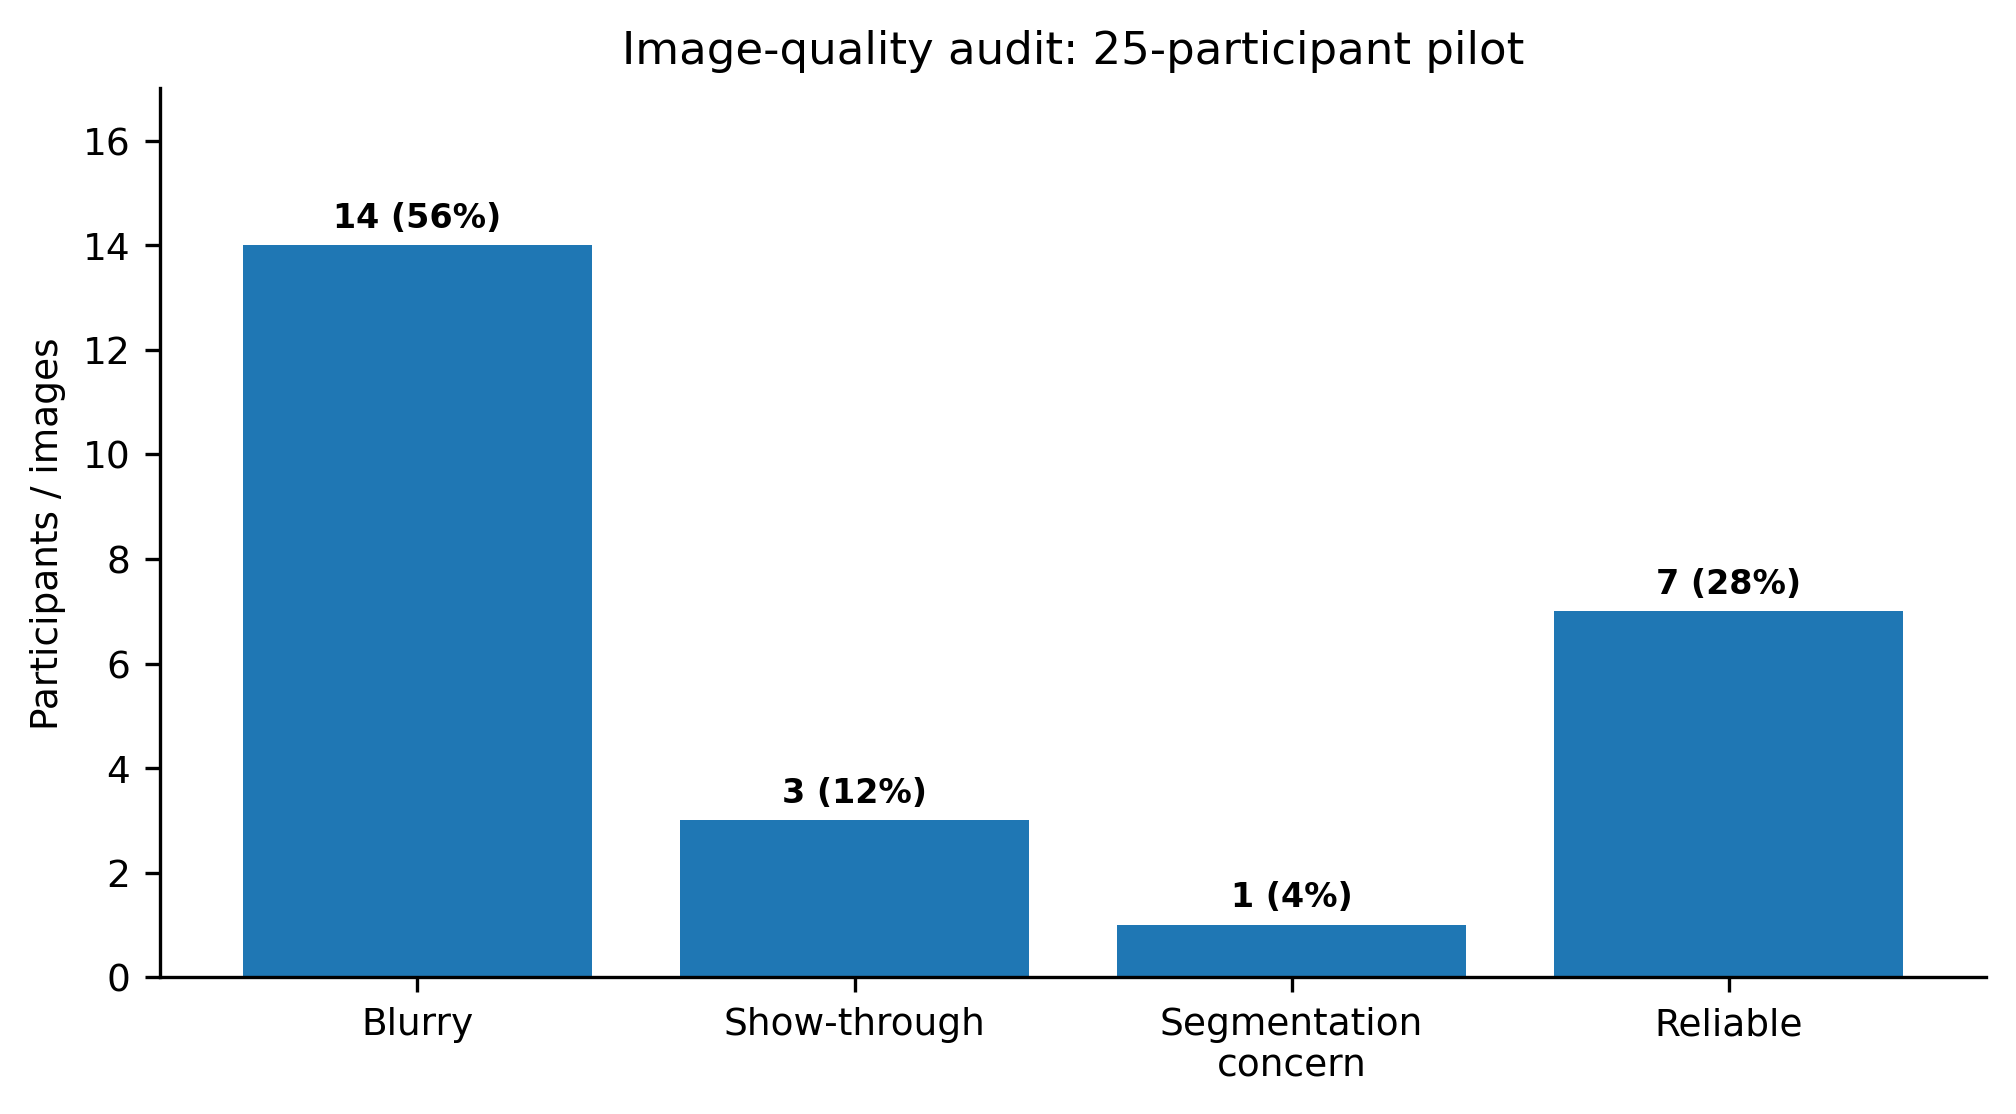 Image-quality audit: 25-participant pilot
Participants / images
16
14
12
10
8
6
4
2
0
14 (56%)
3 (12%)
1 (4%)
7 (28%)
Blurry
Show-through
Segmentation
concern
Reliable